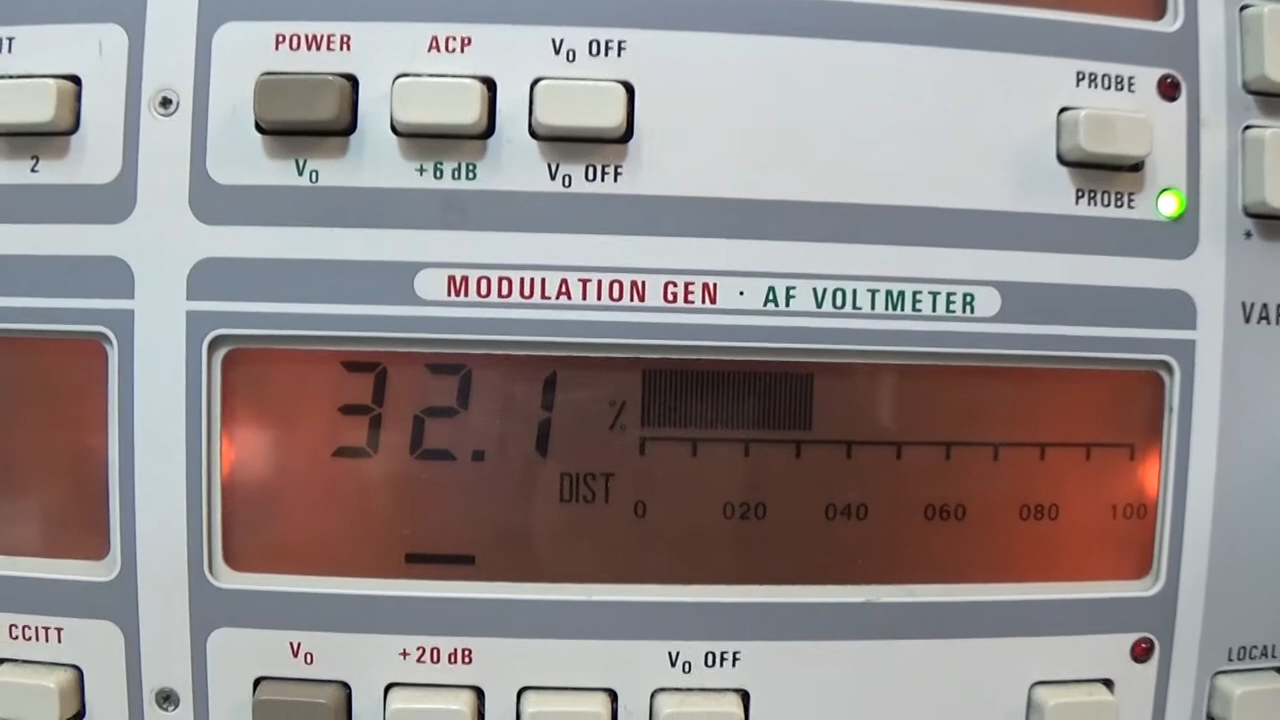 POWER ACP V₀ OFF
PROBE
2
V₀ +6 dB V₀ OFF
PROBE
*
MODULATION GEN · AF VOLTMETER
32.1 %
DIST
0 020 040 060 080 100
CCITT
V₀ +20 dB V₀ OFF
LOCAL